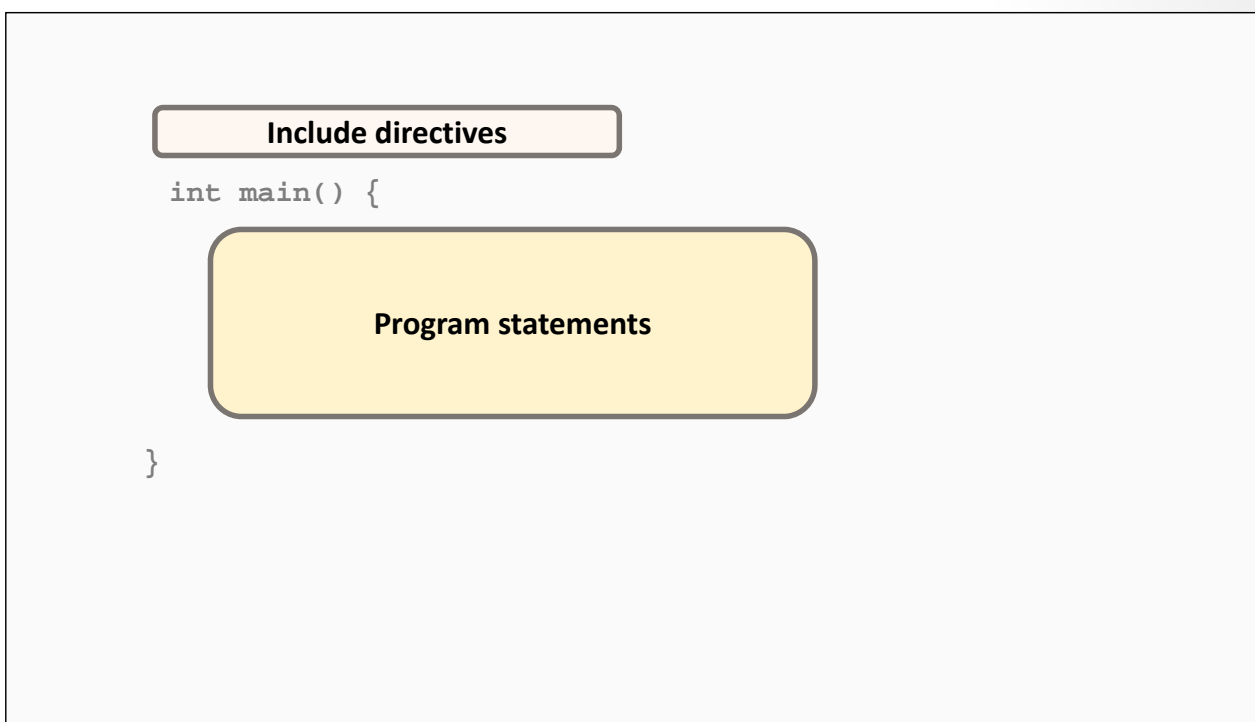 Include directives
int main() {
Program statements
}